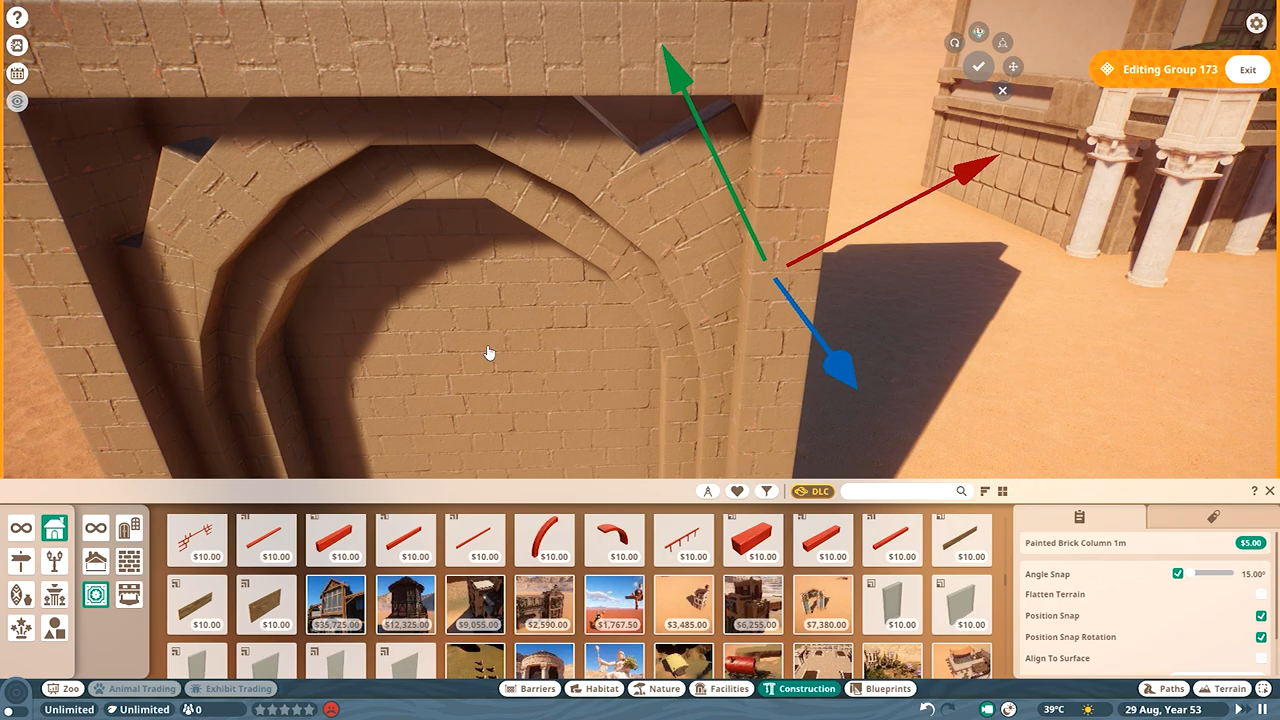 ?
Editing Group 173
Exit
DLC
? ×
$10.00 $10.00 $10.00 $10.00 $10.00 $10.00 $10.00 $10.00 $10.00 $10.00 $10.00 $10.00
$10.00 $10.00 $35,725.00 $12,325.00 $9,055.00 $2,590.00 $1,767.50 $3,485.00 $6,255.00 $7,380.00 $10.00 $10.00
Painted Brick Column 1m $5.00
Angle Snap 15.00°
Flatten Terrain
Position Snap
Position Snap Rotation
Align To Surface
Zoo Animal Trading Exhibit Trading Barriers Habitat Nature Facilities Construction Blueprints Paths Terrain
Unlimited Unlimited 0 39°C 29 Aug, Year 53